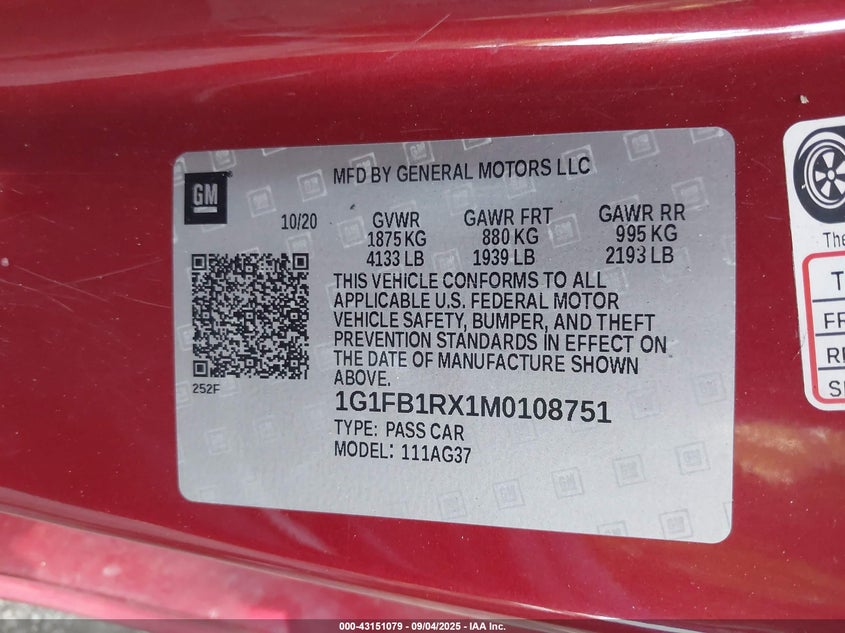 MFD BY GENERAL MOTORS LLC
GM
10/20
GVWR GAWR FRT GAWR RR
1875 KG 880 KG 995 KG
4133 LB 1939 LB 2193 LB
THIS VEHICLE CONFORMS TO ALL
APPLICABLE U.S. FEDERAL MOTOR
VEHICLE SAFETY, BUMPER, AND THEFT
PREVENTION STANDARDS IN EFFECT ON
THE DATE OF MANUFACTURE SHOWN
ABOVE.
252F
1G1FB1RX1M0108751
TYPE: PASS CAR
MODEL: 111AG37
The
T
FR
RE
S
000-43151079 - 09/04/2025 - IAA Inc.